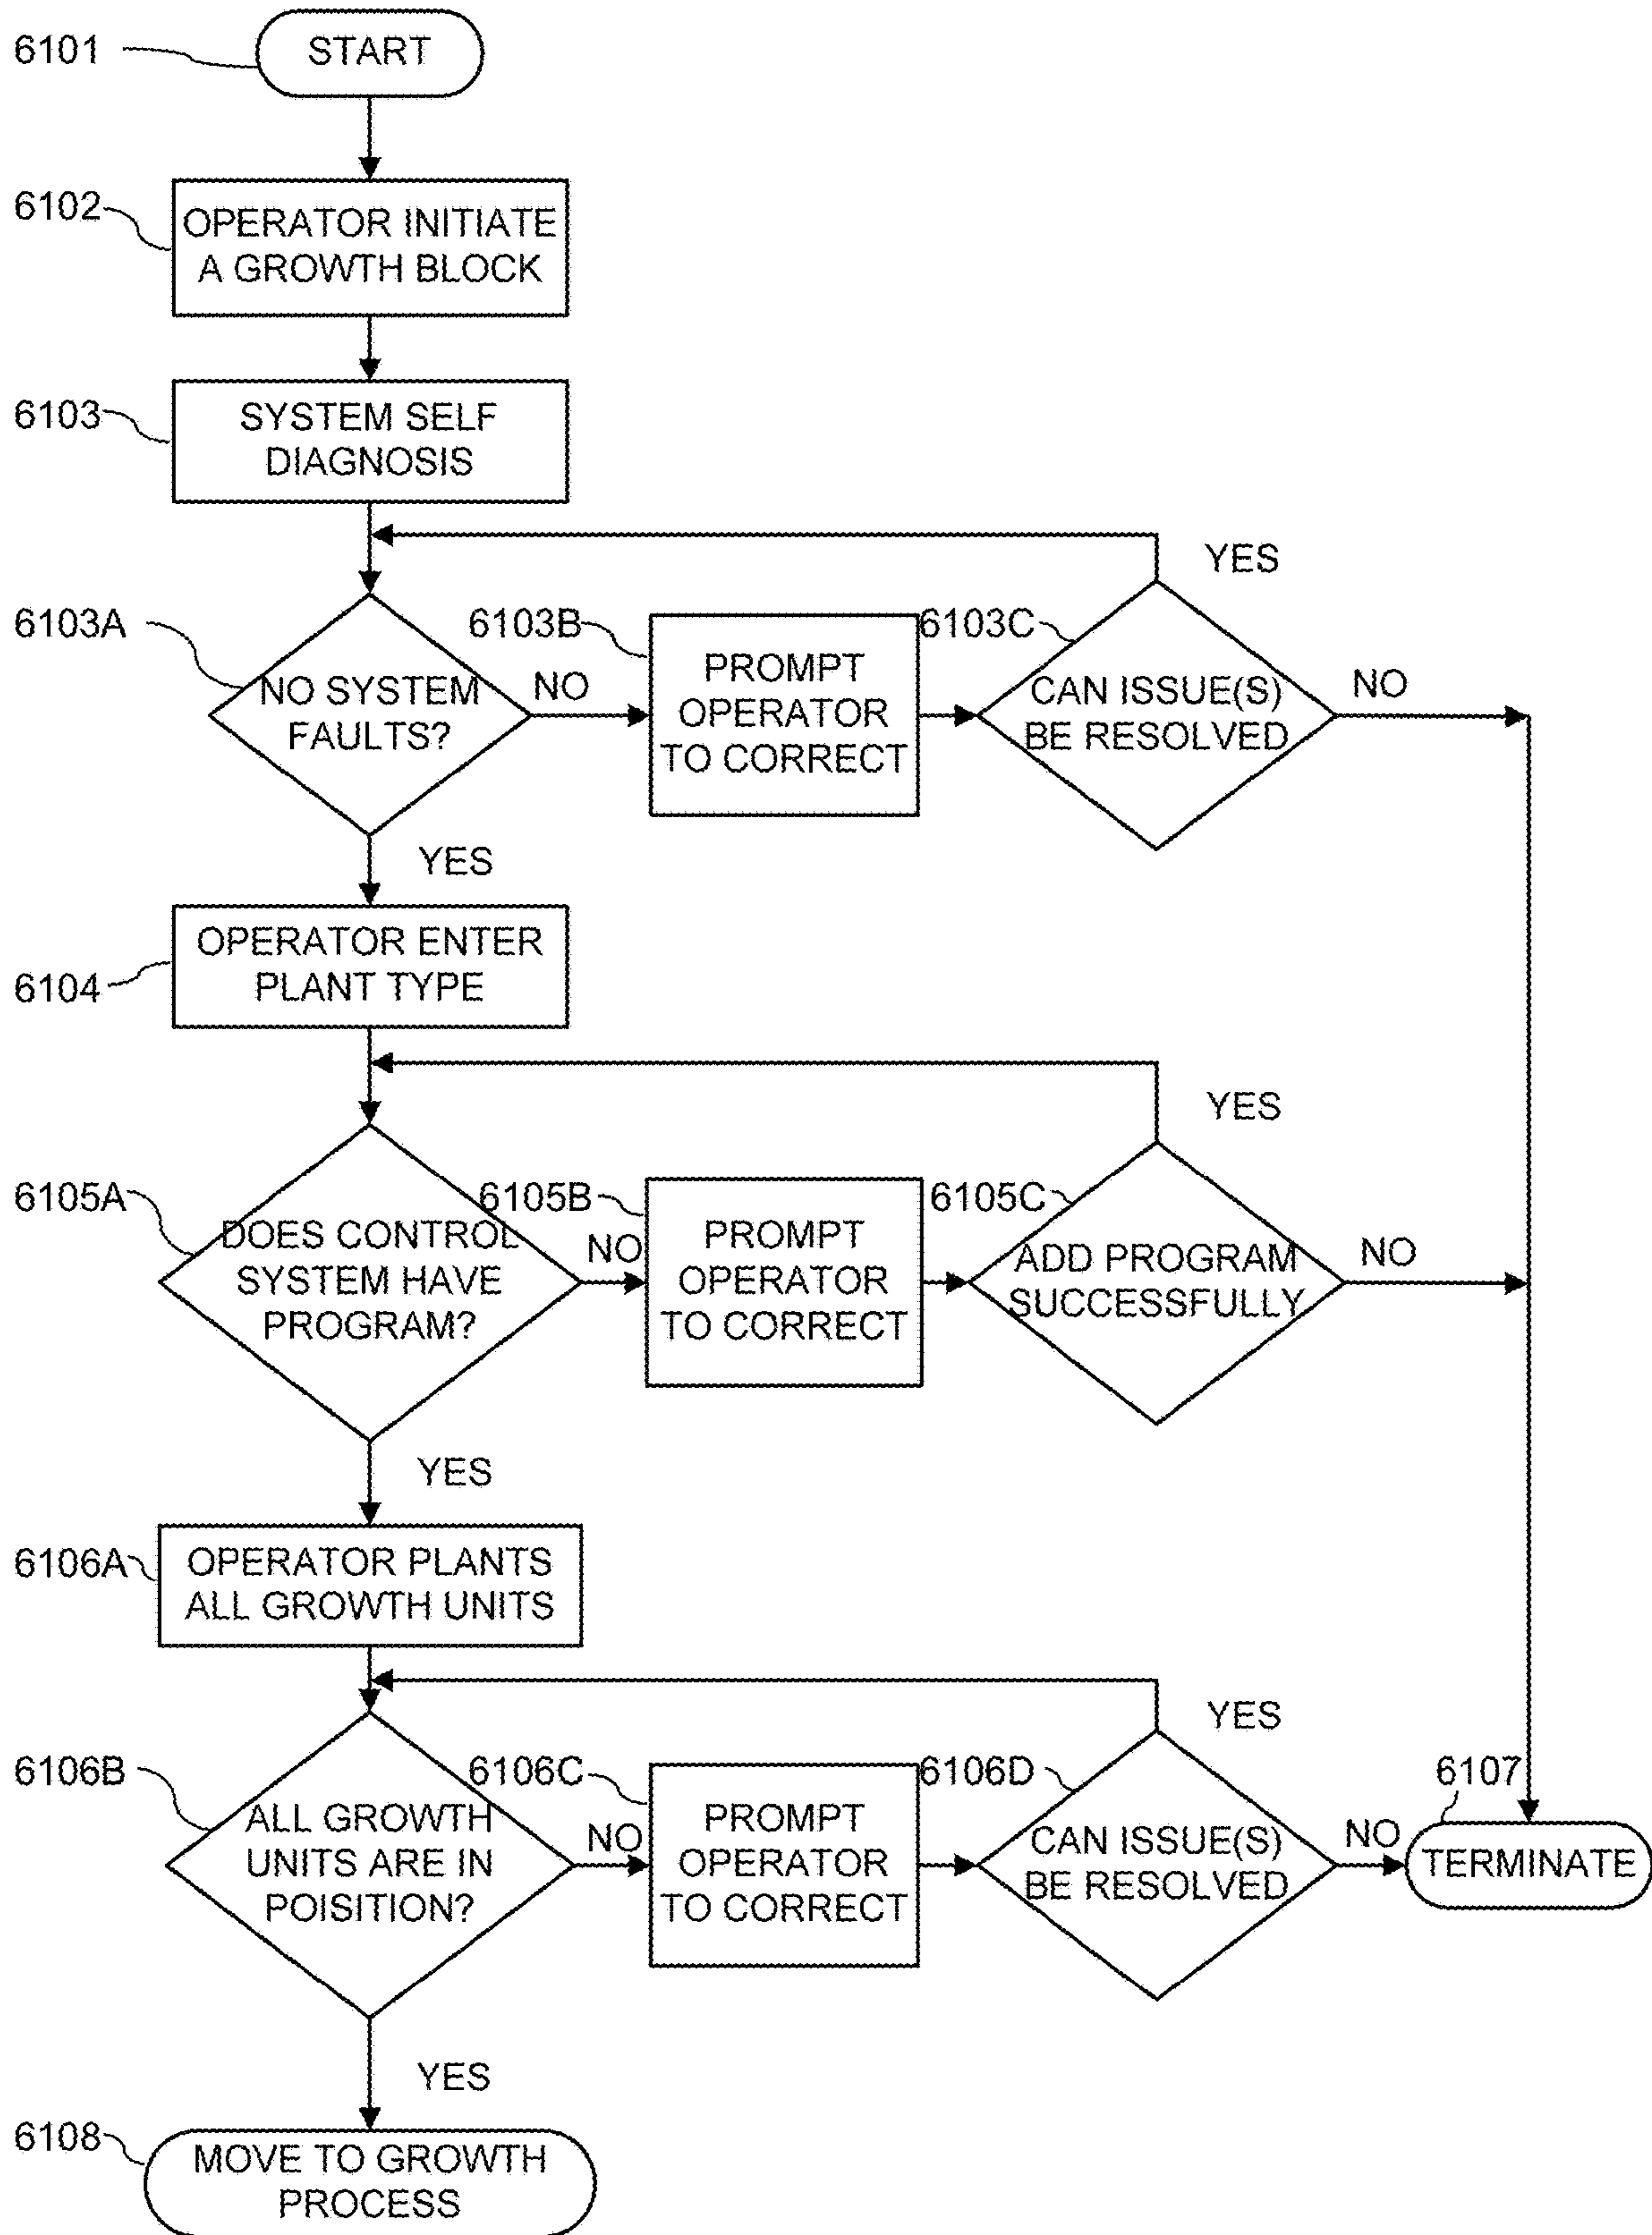 6101
START
6102
OPERATOR INITIATE
A GROWTH BLOCK
6103
SYSTEM SELF
DIAGNOSIS
YES
6103A
6103B
6103C
NO SYSTEM
FAULTS?
NO
PROMPT
OPERATOR
TO CORRECT
CAN ISSUE(S)
BE RESOLVED
NO
YES
6104
OPERATOR ENTER
PLANT TYPE
YES
6105A
6105B
6105C
DOES CONTROL
SYSTEM HAVE
PROGRAM?
NO
PROMPT
OPERATOR
TO CORRECT
ADD PROGRAM
SUCCESSFULLY
NO
YES
6106A
OPERATOR PLANTS
ALL GROWTH UNITS
YES
6106B
6106C
6106D
6107
ALL GROWTH
UNITS ARE IN
POISITION?
NO
PROMPT
OPERATOR
TO CORRECT
CAN ISSUE(S)
BE RESOLVED
NO
TERMINATE
YES
6108
MOVE TO GROWTH
PROCESS